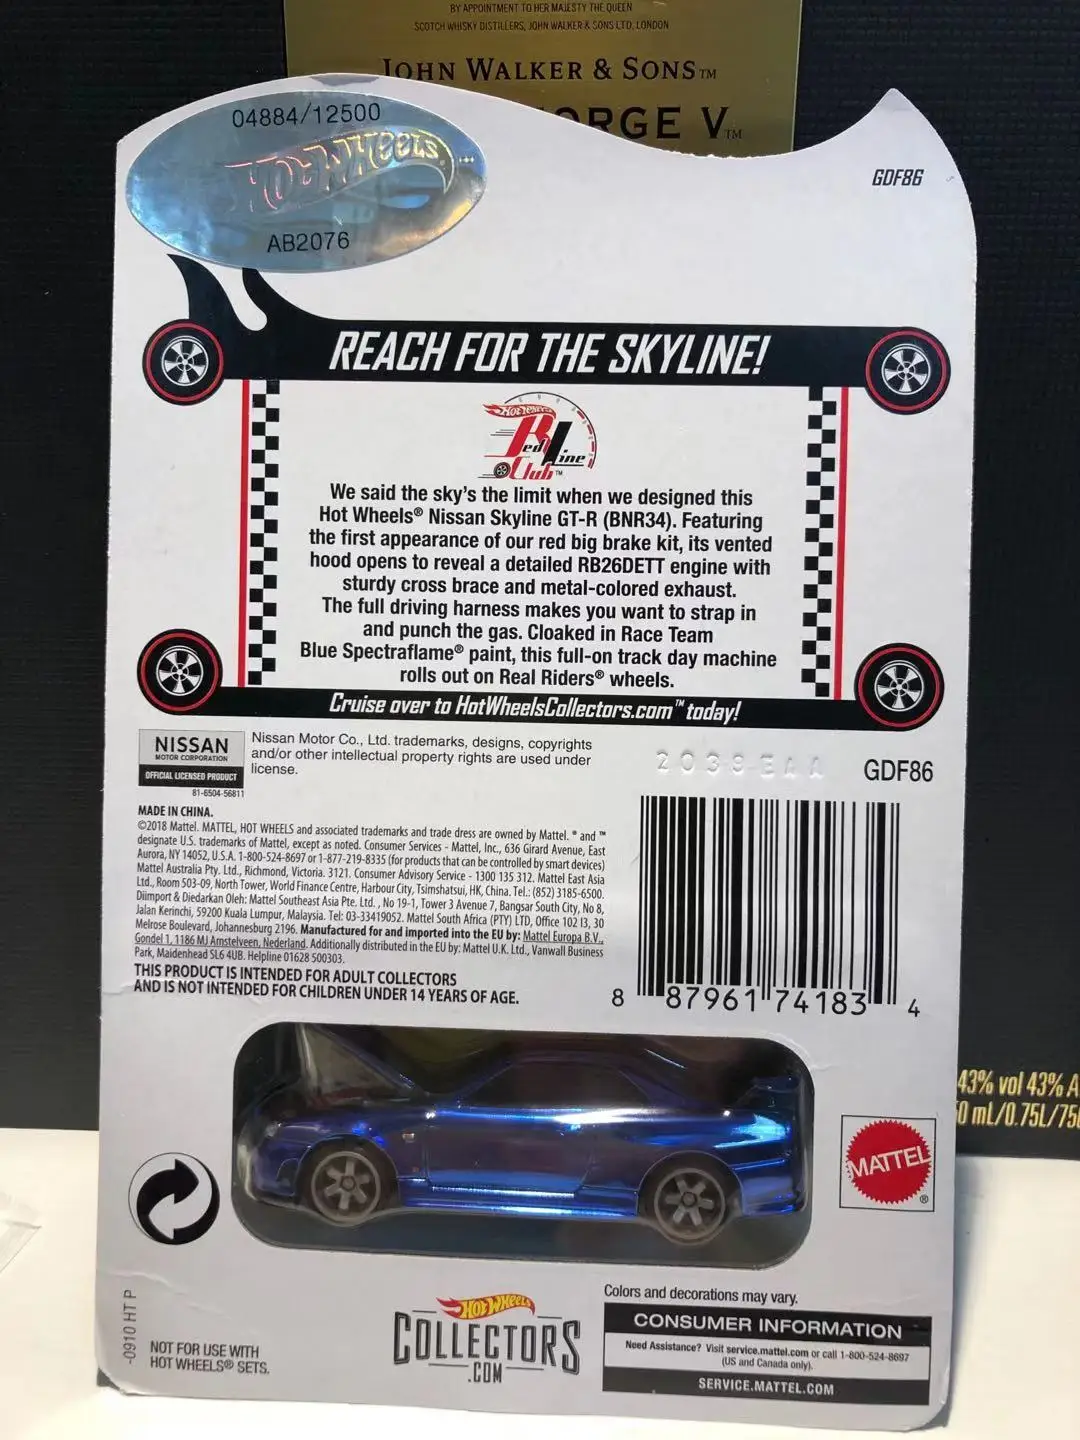 BY APPOINTMENT TO HER MAJESTY THE QUEEN
SCOTCH WHISKY DISTILLERS, JOHN WALKER & SONS LTD, LONDON
JOHN WALKER & SONS™
ORGE V™
04884/12500
HOT WHEELS
AB2076
GDF86
REACH FOR THE SKYLINE!
HOT WHEELS
Red Line
Club™
We said the sky's the limit when we designed this
Hot Wheels® Nissan Skyline GT-R (BNR34). Featuring
the first appearance of our red big brake kit, its vented
hood opens to reveal a detailed RB26DETT engine with
sturdy cross brace and metal-colored exhaust.
The full driving harness makes you want to strap in
and punch the gas. Cloaked in Race Team
Blue Spectraflame® paint, this full-on track day machine
rolls out on Real Riders® wheels.
Cruise over to HotWheelsCollectors.com™ today!
NISSAN
MOTOR CORPORATION
OFFICIAL LICENSED PRODUCT
81-6504-56811
Nissan Motor Co., Ltd. trademarks, designs, copyrights
and/or other intellectual property rights are used under
license.
2039EAA
GDF86
MADE IN CHINA.
©2018 Mattel. MATTEL, HOT WHEELS and associated trademarks and trade dress are owned by Mattel. ® and ™
designate U.S. trademarks of Mattel, except as noted. Consumer Services - Mattel, Inc., 636 Girard Avenue, East
Aurora, NY 14052, U.S.A. 1-800-524-8697 or 1-877-219-8335 (for products that can be controlled by smart devices)
Mattel Australia Pty. Ltd., Richmond, Victoria. 3121. Consumer Advisory Service - 1300 135 312. Mattel East Asia
Ltd., Room 503-09, North Tower, World Finance Centre, Harbour City, Tsimshatsui, HK, China. Tel.: (852) 3185-6500.
Diimport & Diedarkan Oleh: Mattel Southeast Asia Pte. Ltd. , No 19-1, Tower 3 Avenue 7, Bangsar South City, No 8,
Jalan Kerinchi, 59200 Kuala Lumpur, Malaysia. Tel: 03-33419052. Mattel South Africa (PTY) LTD, Office 102 I3, 30
Melrose Boulevard, Johannesburg 2196. Manufactured for and imported into the EU by: Mattel Europa B.V.,
Gondel 1, 1186 MJ Amstelveen, Nederland. Additionally distributed in the EU by: Mattel U.K. Ltd., Vanwall Business
Park, Maidenhead SL6 4UB. Helpline 01628 500303.
THIS PRODUCT IS INTENDED FOR ADULT COLLECTORS
AND IS NOT INTENDED FOR CHILDREN UNDER 14 YEARS OF AGE.
8 87961 74183 4
43% vol 43% A
0 mL/0.75L/75
MATTEL®
-0910 HT P
NOT FOR USE WITH
HOT WHEELS® SETS.
HOT WHEELS
COLLECTORS
.COM
Colors and decorations may vary.
CONSUMER INFORMATION
Need Assistance? Visit service.mattel.com or call 1-800-524-8697
(US and Canada only).
SERVICE.MATTEL.COM